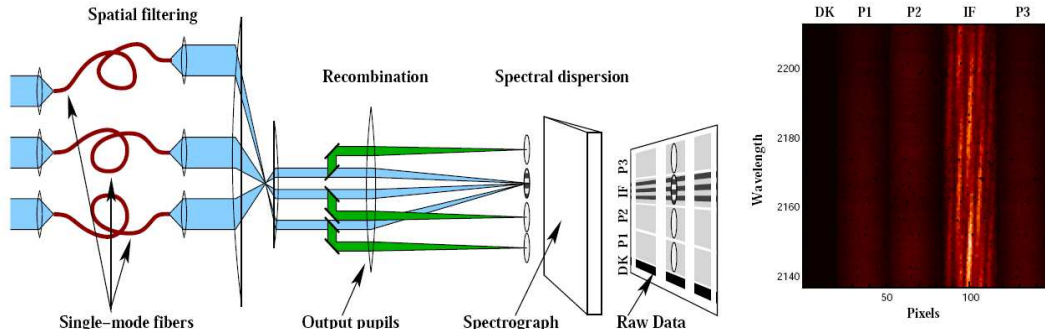 Spatial filtering
Recombination
Spectral dispersion
P3
IF
P2
P1
DK
Single−mode fibers
Output pupils
Spectrograph
Raw Data
DK P1 P2 IF P3
Wavelength
2200
2180
2160
2140
50 100
Pixels